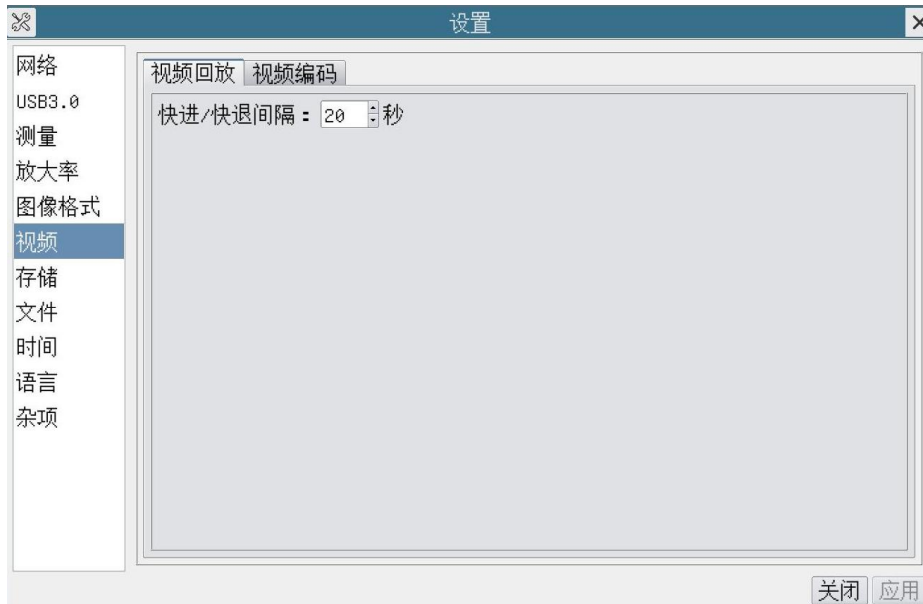 设置
网络
USB3.0
测量
放大率
图像格式
视频
存储
文件
时间
语言
杂项
视频回放 视频编码
快进/快退间隔: 20 秒
关闭 应用